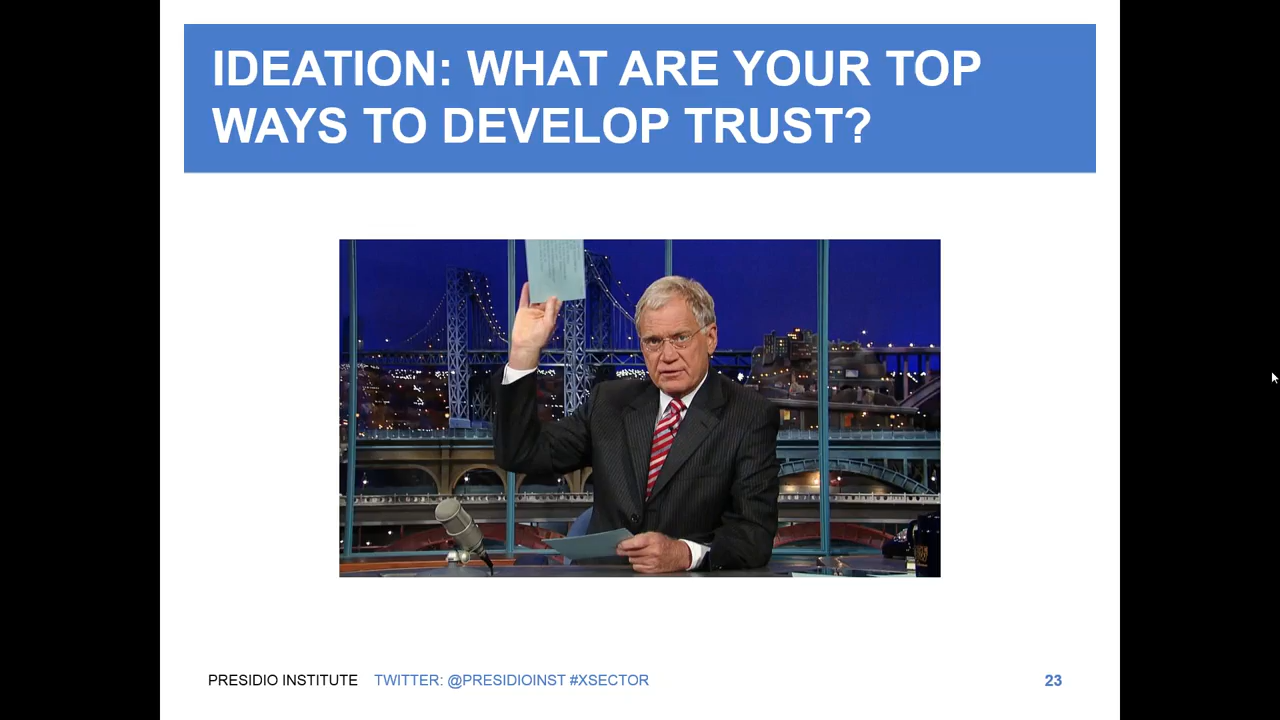 IDEATION: WHAT ARE YOUR TOP
WAYS TO DEVELOP TRUST?
PRESIDIO INSTITUTE TWITTER: @PRESIDIOINST #XSECTOR
23